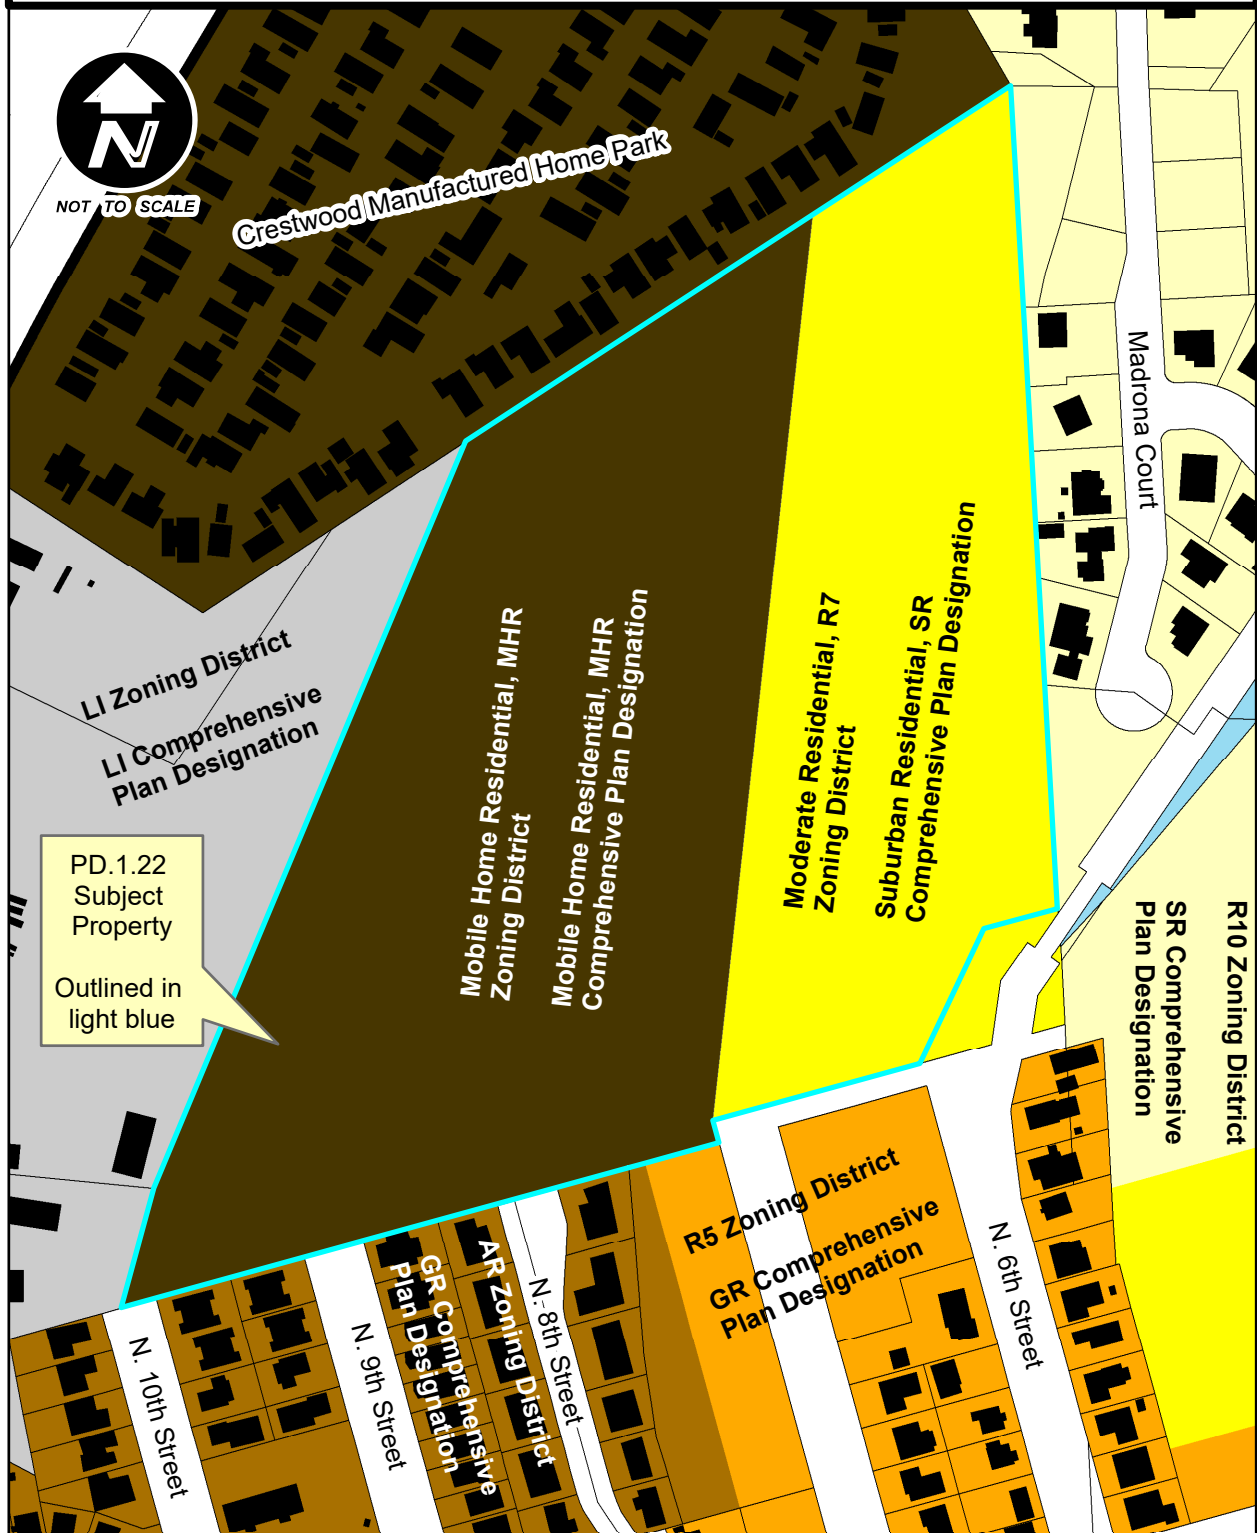 N
NOT TO SCALE
Crestwood Manufactured Home Park
Madrona Court
LI Zoning District
LI Comprehensive
Plan Designation
Mobile Home Residential, MHR
Zoning District
Mobile Home Residential, MHR
Comprehensive Plan Designation
Moderate Residential, R7
Zoning District
Suburban Residential, SR
Comprehensive Plan Designation
PD.1.22
Subject
Property
Outlined in
light blue
R10 Zoning District
SR Comprehensive
Plan Designation
R5 Zoning District
GR Comprehensive
Plan Designation
N. 6th Street
N. 8th Street
AR Zoning District
GR Comprehensive
Plan Designation
N. 9th Street
N. 10th Street